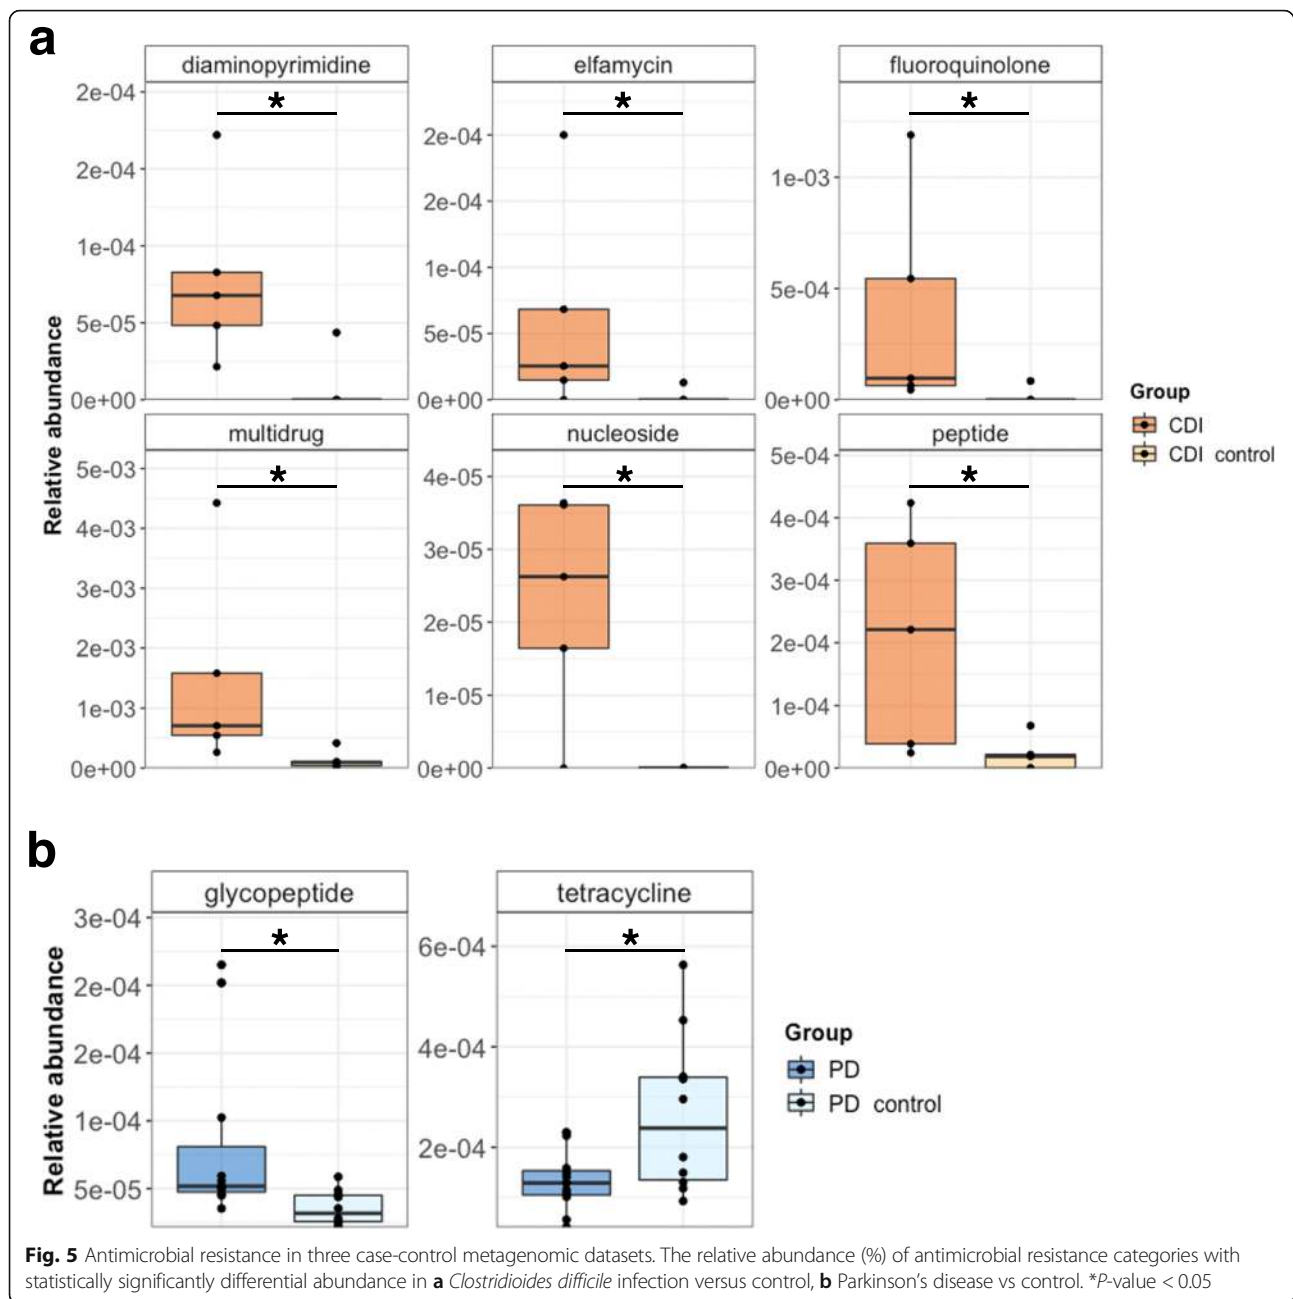 a
diaminopyrimidine
elfamycin
fluoroquinolone
2e-04
2e-04
1e-04
5e-05
0e+00
*
2e-04
2e-04
1e-04
5e-05
0e+00
*
1e-03
5e-04
0e+00
*
Relative abundance
multidrug
nucleoside
peptide
5e-03
4e-03
3e-03
2e-03
1e-03
0e+00
*
4e-05
3e-05
2e-05
1e-05
0e+00
*
5e-04
4e-04
3e-04
2e-04
1e-04
0e+00
*
Group
CDI
CDI control
b
glycopeptide
tetracycline
Relative abundance
3e-04
2e-04
2e-04
1e-04
5e-05
*
6e-04
4e-04
2e-04
*
Group
PD
PD control
Fig. 5 Antimicrobial resistance in three case-control metagenomic datasets. The relative abundance (%) of antimicrobial resistance categories with
statistically significantly differential abundance in a Clostridioides difficile infection versus control, b Parkinson's disease vs control. *P-value < 0.05